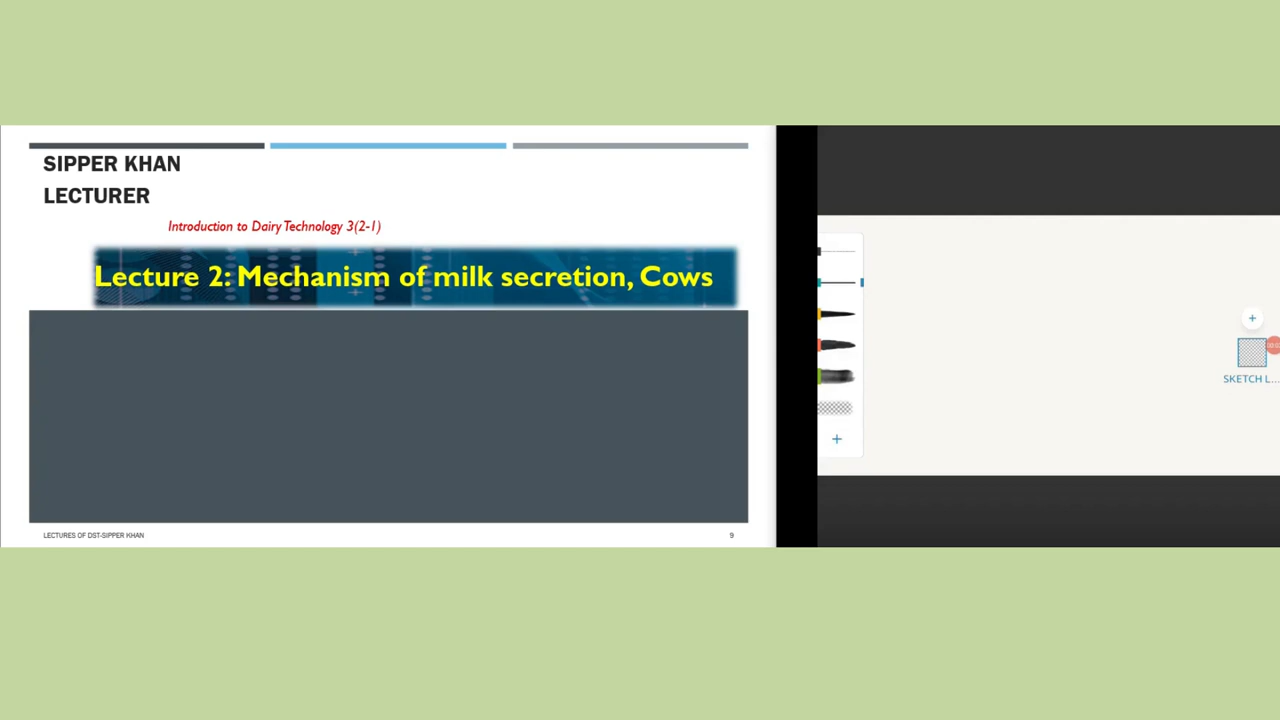 SIPPER KHAN
LECTURER
Introduction to Dairy Technology 3(2-1)
Lecture 2: Mechanism of milk secretion, Cows
LECTURES OF DST-SIPPER KHAN
9
SKETCH L...